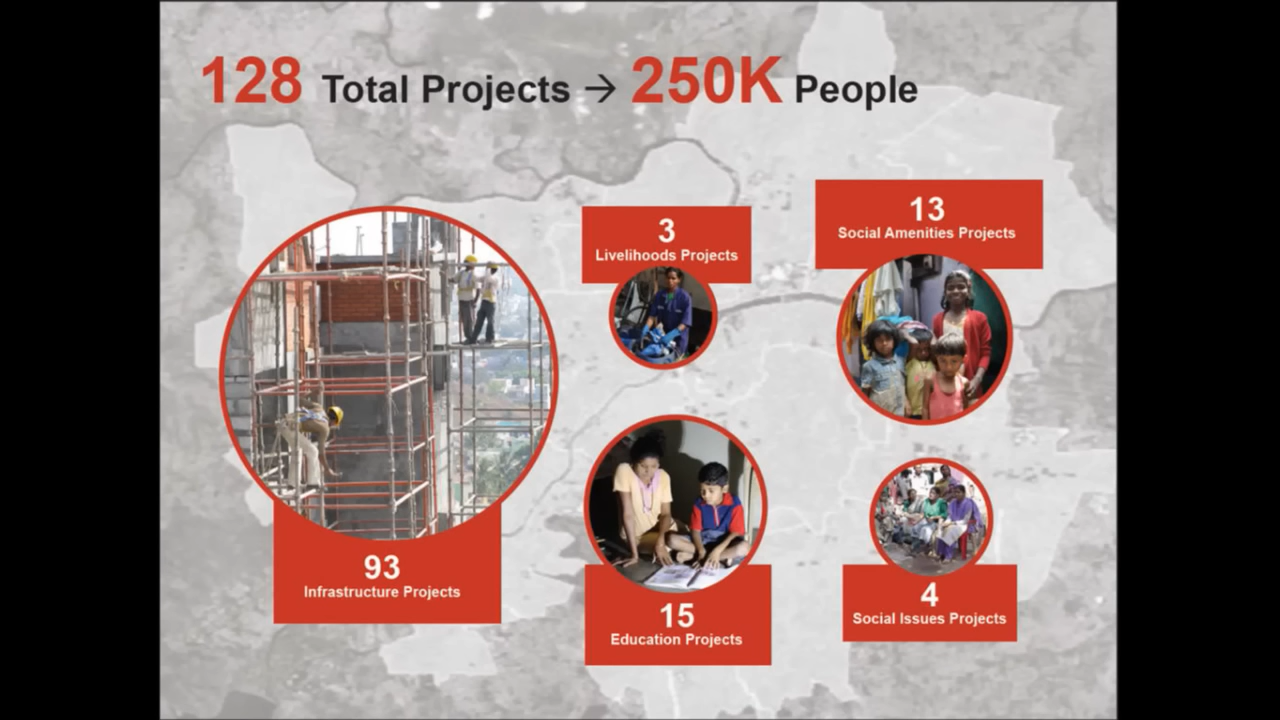 128 Total Projects → 250K People
3
Livelihoods Projects
13
Social Amenities Projects
93
Infrastructure Projects
15
Education Projects
4
Social Issues Projects